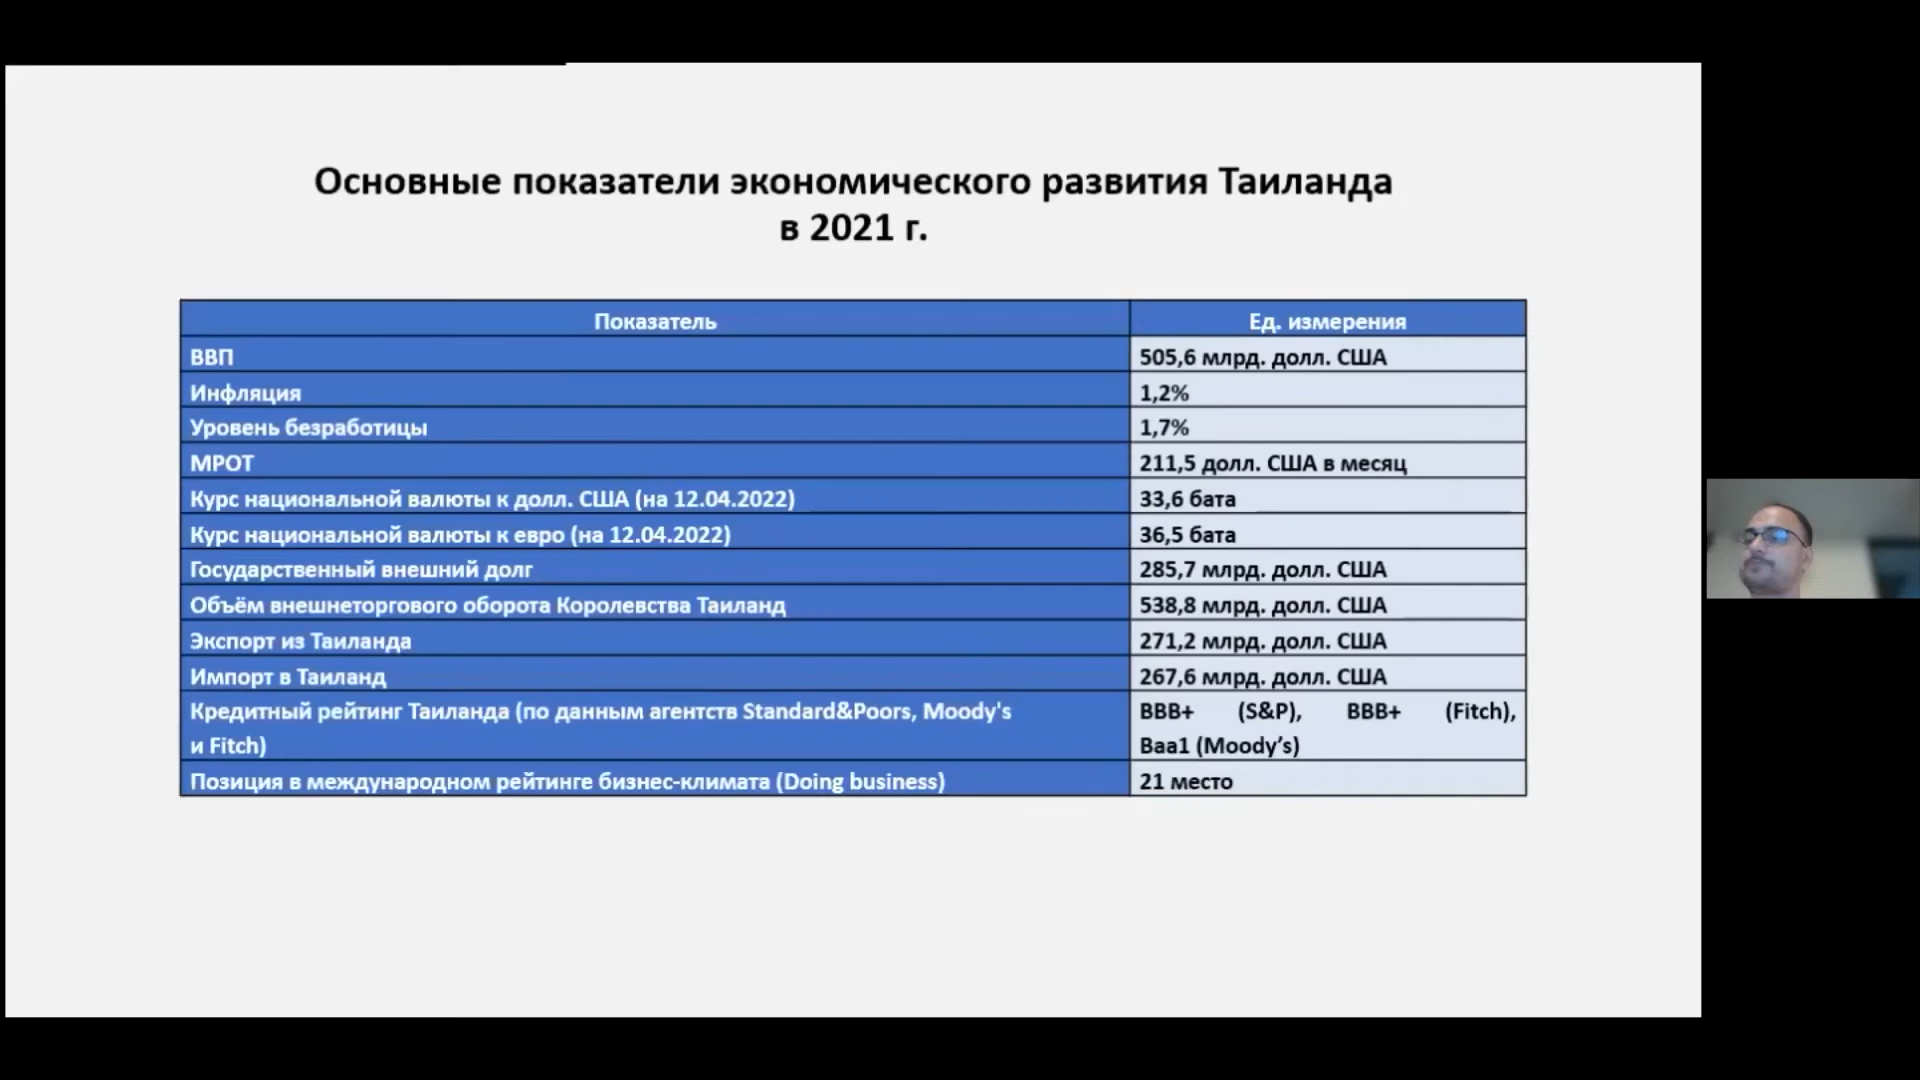 Основные показатели экономического развития Таиланда
в 2021 г.
Показатель Ед. измерения
ВВП 505,6 млрд. долл. США
Инфляция 1,2%
Уровень безработицы 1,7%
МРОТ 211,5 долл. США в месяц
Курс национальной валюты к долл. США (на 12.04.2022) 33,6 бата
Курс национальной валюты к евро (на 12.04.2022) 36,5 бата
Государственный внешний долг 285,7 млрд. долл. США
Объём внешнеторгового оборота Королевства Таиланд 538,8 млрд. долл. США
Экспорт из Таиланда 271,2 млрд. долл. США
Импорт в Таиланд 267,6 млрд. долл. США
Кредитный рейтинг Таиланда (по данным агентств Standard&Poors, Moody's
и Fitch)
BBB+ (S&P), BBB+ (Fitch),
Baa1 (Moody’s)
Позиция в международном рейтинге бизнес-климата (Doing business) 21 место